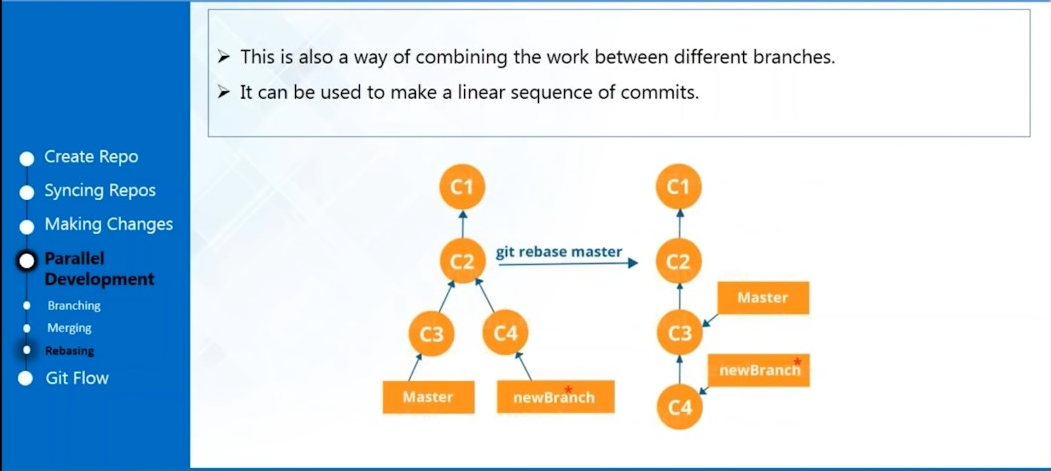 ➢ This is also a way of combining the work between different branches.
➢ It can be used to make a linear sequence of commits.
Create Repo
Syncing Repos
Making Changes
Parallel
Development
Branching
Merging
Rebasing
Git Flow
C1
C2
C3
C4
Master
newBranch*
git rebase master
C1
C2
Master
C3
newBranch*
C4